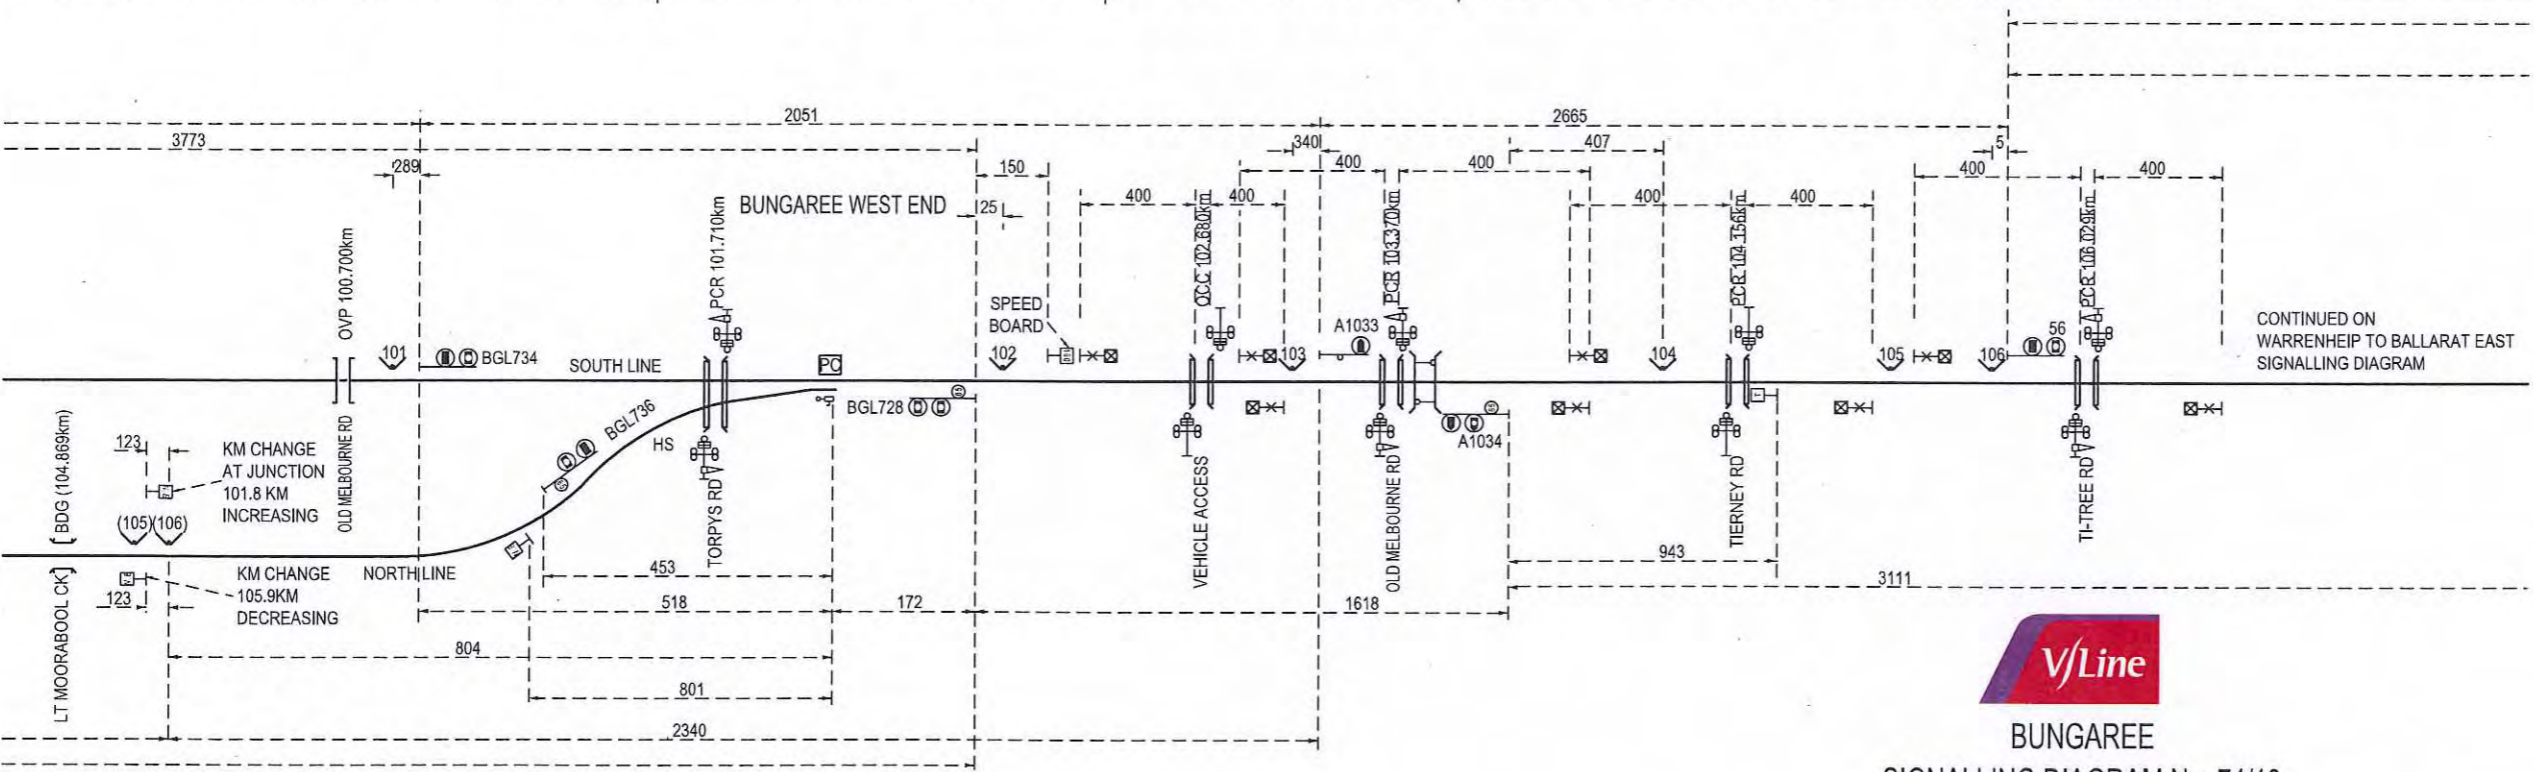 2051
2665
3773
289
150
340
407
5
400
400
400
400
BUNGAREE WEST END
25
400
400
400
400
OVP 100.700km
PCR 101.710km
OCC 102.680km
PCR 103.370km
PCR 104.156km
PCR 106.029km
SPEED
BOARD
A1033
56
101
BGL734
SOUTH LINE
PC
102
103
104
105
106
CONTINUED ON
WARRENHEIP TO BALLARAT EAST
SIGNALLING DIAGRAM
BGL736
BGL728
HS
A1034
BDG (104.869km)
OLD MELBOURNE RD
123
KM CHANGE
AT JUNCTION
101.8 KM
INCREASING
(105)
(106)
TORPYS RD
VEHICLE ACCESS
OLD MELBOURNE RD
TIERNEY RD
TI-TREE RD
LT MOORABOOL CK
KM CHANGE
105.9KM
DECREASING
123
NORTH LINE
453
943
3111
518
172
1618
804
801
2340
V/Line
BUNGAREE